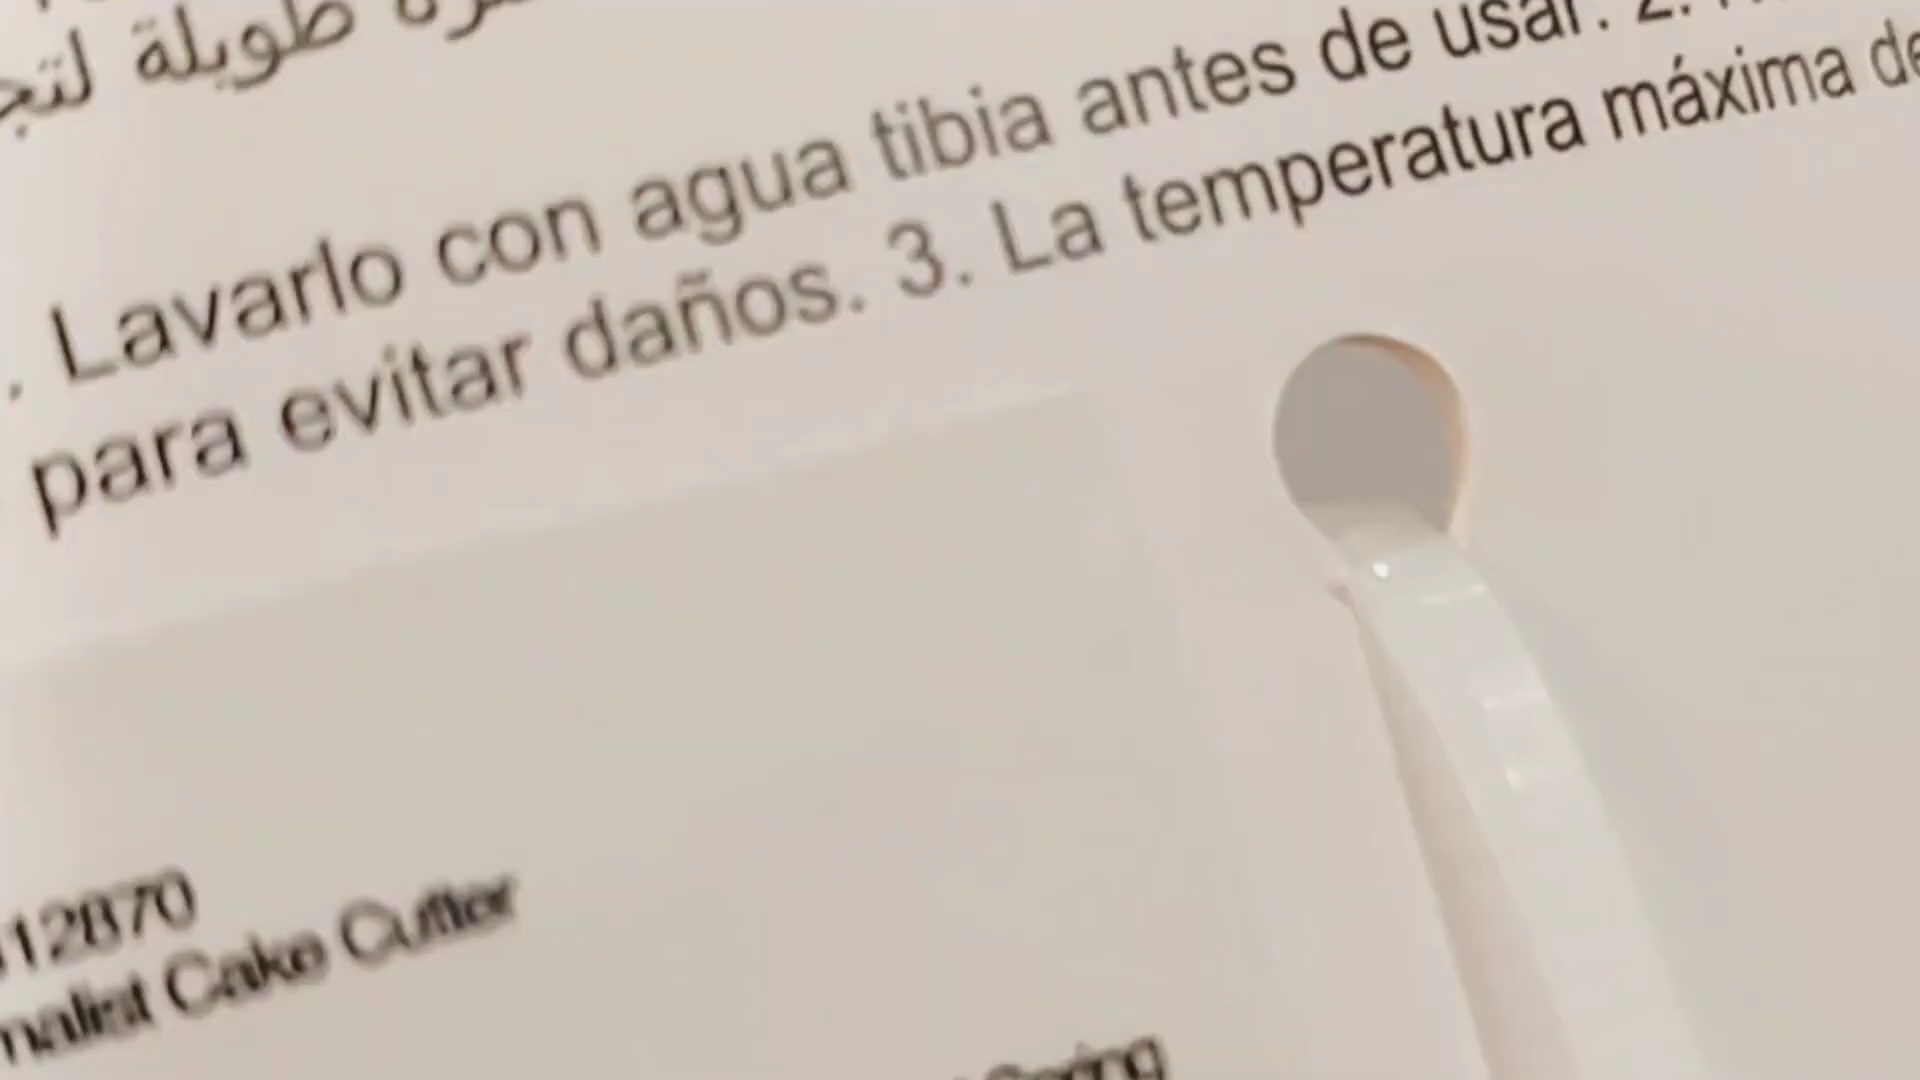 طويلة
. Lavarlo con agua tibia antes de usar. 2.
para evitar daños. 3. La temperatura máxima de
12870
Cake Cutter